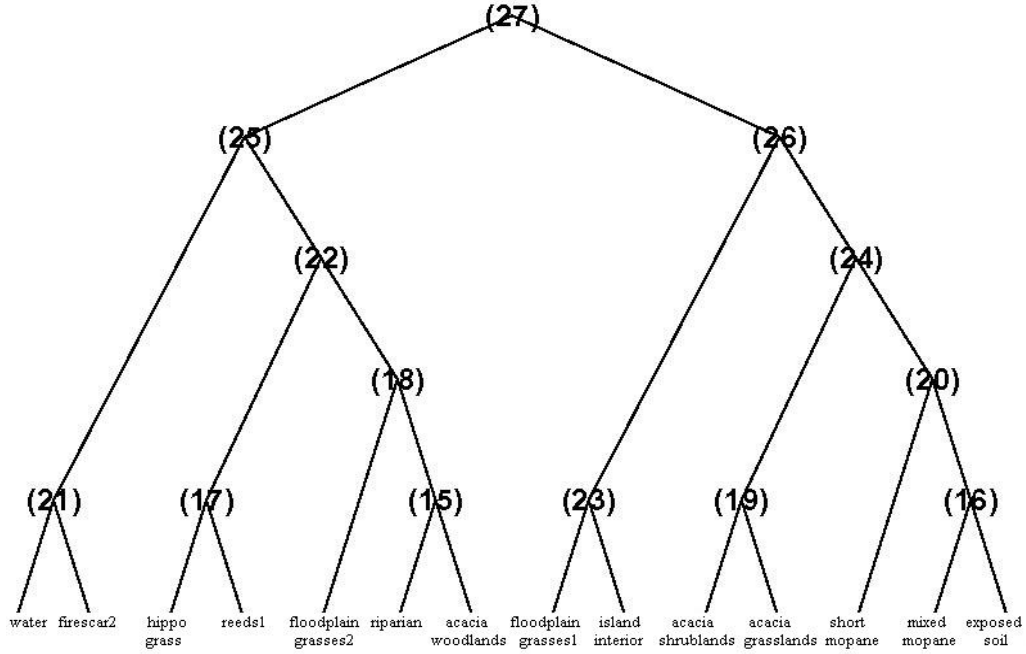 (27)
(25) (26)
(22) (24)
(18) (20)
(21) (17) (15) (23) (19) (16)
water firescar2 hippo reeds1 floodplain riparian acacia floodplain island acacia acacia short mixed exposed
grass grasses2 woodlands grasses1 interior shrublands grasslands mopane mopane soil